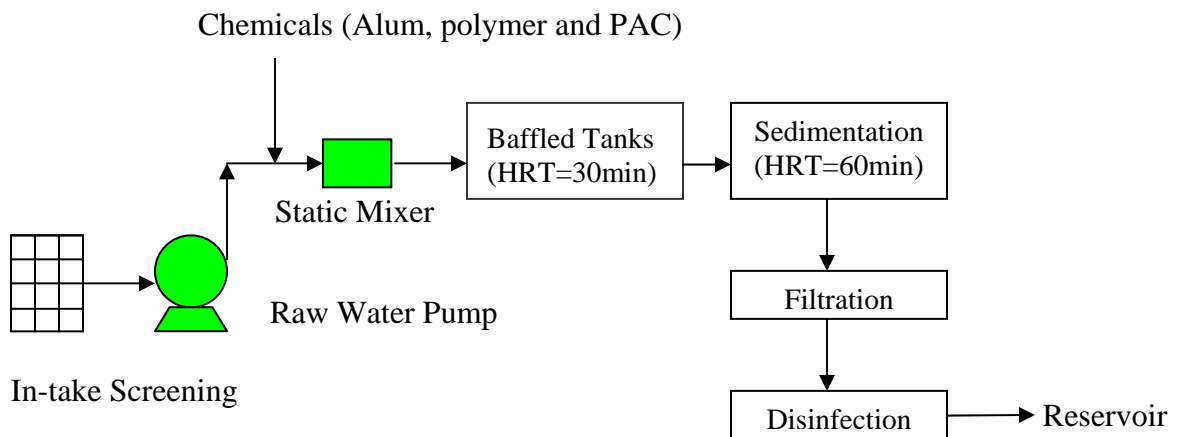 Chemicals (Alum, polymer and PAC)
Baffled Tanks
(HRT=30min)
Sedimentation
(HRT=60min)
Static Mixer
Filtration
Raw Water Pump
In-take Screening
Disinfection
Reservoir